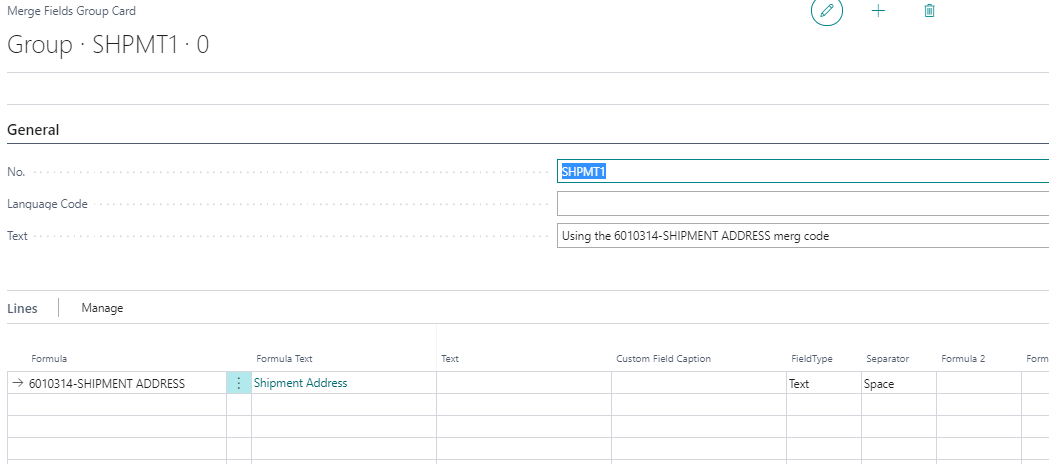 Merge Fields Group Card
Group · SHPMT1 · 0
General
No. SHPMT1
Language Code
Text Using the 6010314-SHIPMENT ADDRESS merg code
Lines Manage
Formula Formula Text Text Custom Field Caption FieldType Separator Formula 2 Form
6010314-SHIPMENT ADDRESS Shipment Address Text Space